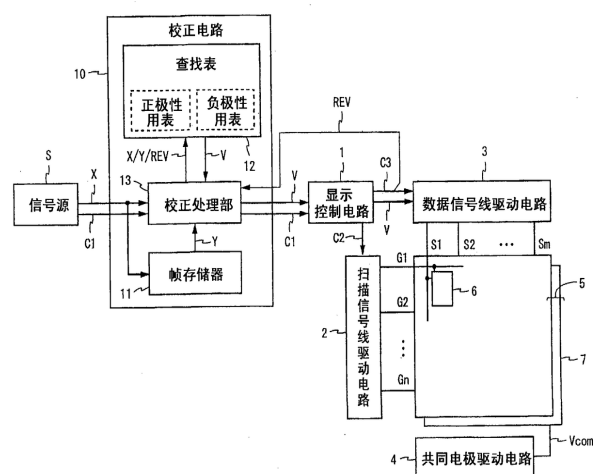 校正电路
查找表
10
正极性
用表
负极性
用表
REV
X/Y/REV
V
12
S
X
13
1
C3
3
信号源
校正处理部
V
显示
控制电路
数据信号线驱动电路
C1
C1
V
Y
C2
S1
S2
...
Sm
帧存储器
11
G1
扫描信号线驱动电路
2
6
5
G2
7
⋮
Gn
Vcom
4
共同电极驱动电路